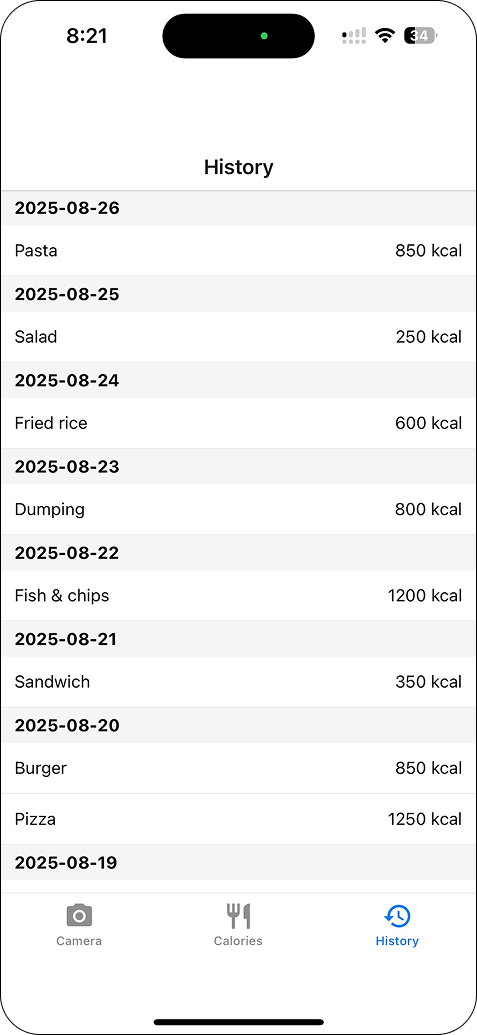 8:21
34
History
2025-08-26
Pasta 850 kcal
2025-08-25
Salad 250 kcal
2025-08-24
Fried rice 600 kcal
2025-08-23
Dumping 800 kcal
2025-08-22
Fish & chips 1200 kcal
2025-08-21
Sandwich 350 kcal
2025-08-20
Burger 850 kcal
Pizza 1250 kcal
2025-08-19
Camera Calories History